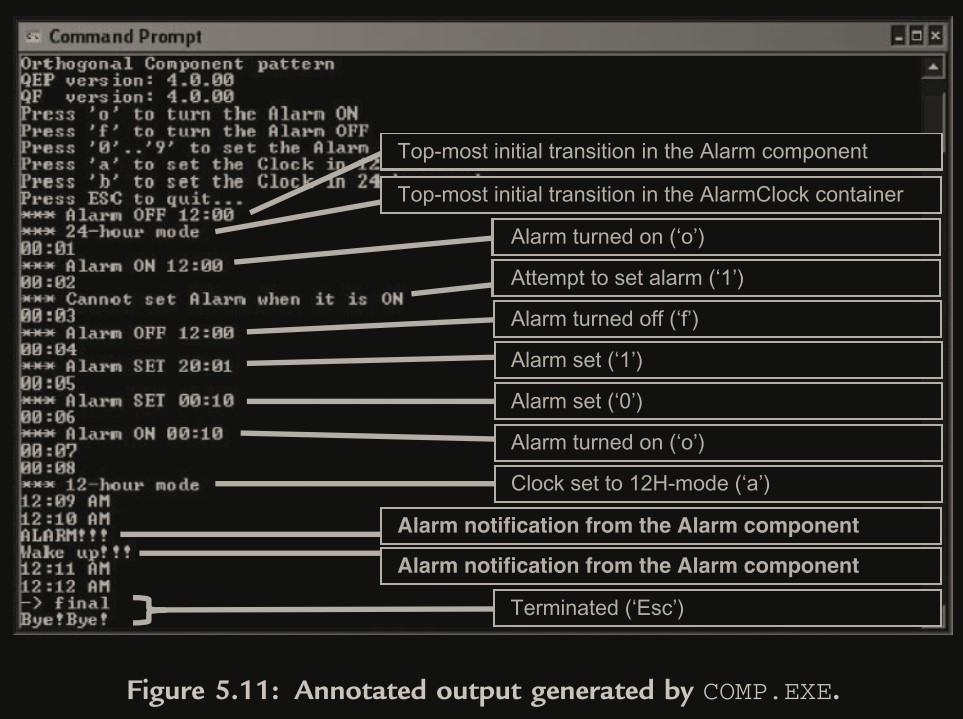 Command Prompt
Orthogonal Component pattern
QEP version: 4.0.00
QF version: 4.0.00
Press 'o' to turn the Alarm ON
Press 'f' to turn the Alarm OFF
Press '0'..'9' to set the Alarm
Press 'a' to set the Clock in 12
Press 'b' to set the Clock in 24
Press ESC to quit...
*** Alarm OFF 12:00
*** 24-hour mode
00:01
*** Alarm ON 12:00
00:02
*** Cannot set Alarm when it is ON
00:03
*** Alarm OFF 12:00
00:04
*** Alarm SET 20:01
00:05
*** Alarm SET 00:10
00:06
*** Alarm ON 00:10
00:07
00:08
*** 12-hour mode
12:09 AM
12:10 AM
ALARM!!!
Wake up!!!
12:11 AM
12:12 AM
-> final
Bye!Bye!
Top-most initial transition in the Alarm component
Top-most initial transition in the AlarmClock container
Alarm turned on (‘o’)
Attempt to set alarm (‘1’)
Alarm turned off (‘f’)
Alarm set (‘1’)
Alarm set (‘0’)
Alarm turned on (‘o’)
Clock set to 12H-mode (‘a’)
Alarm notification from the Alarm component
Alarm notification from the Alarm component
Terminated (‘Esc’)
Figure 5.11: Annotated output generated by COMP.EXE.